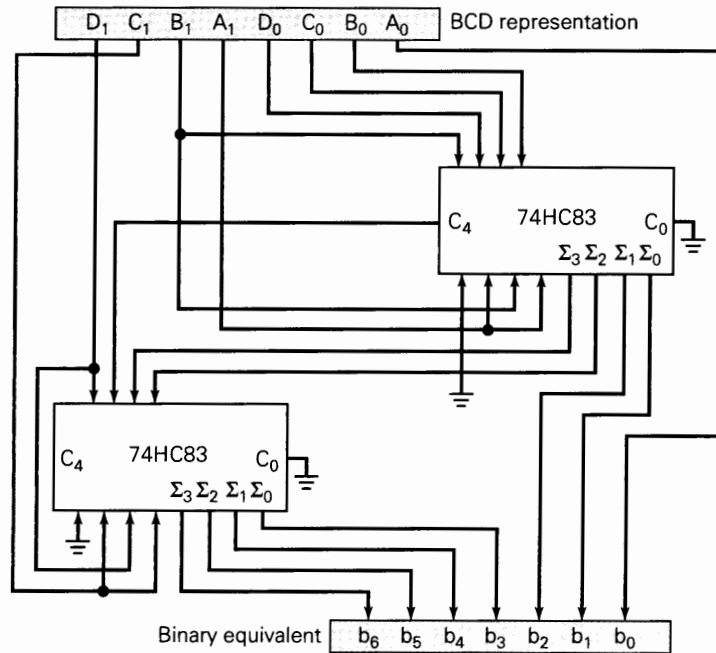 D₁ C₁ B₁ A₁ D₀ C₀ B₀ A₀ BCD representation
C₄ 74HC83 C₀
Σ₃ Σ₂ Σ₁ Σ₀
C₄ 74HC83 C₀
Σ₃ Σ₂ Σ₁ Σ₀
Binary equivalent b₆ b₅ b₄ b₃ b₂ b₁ b₀